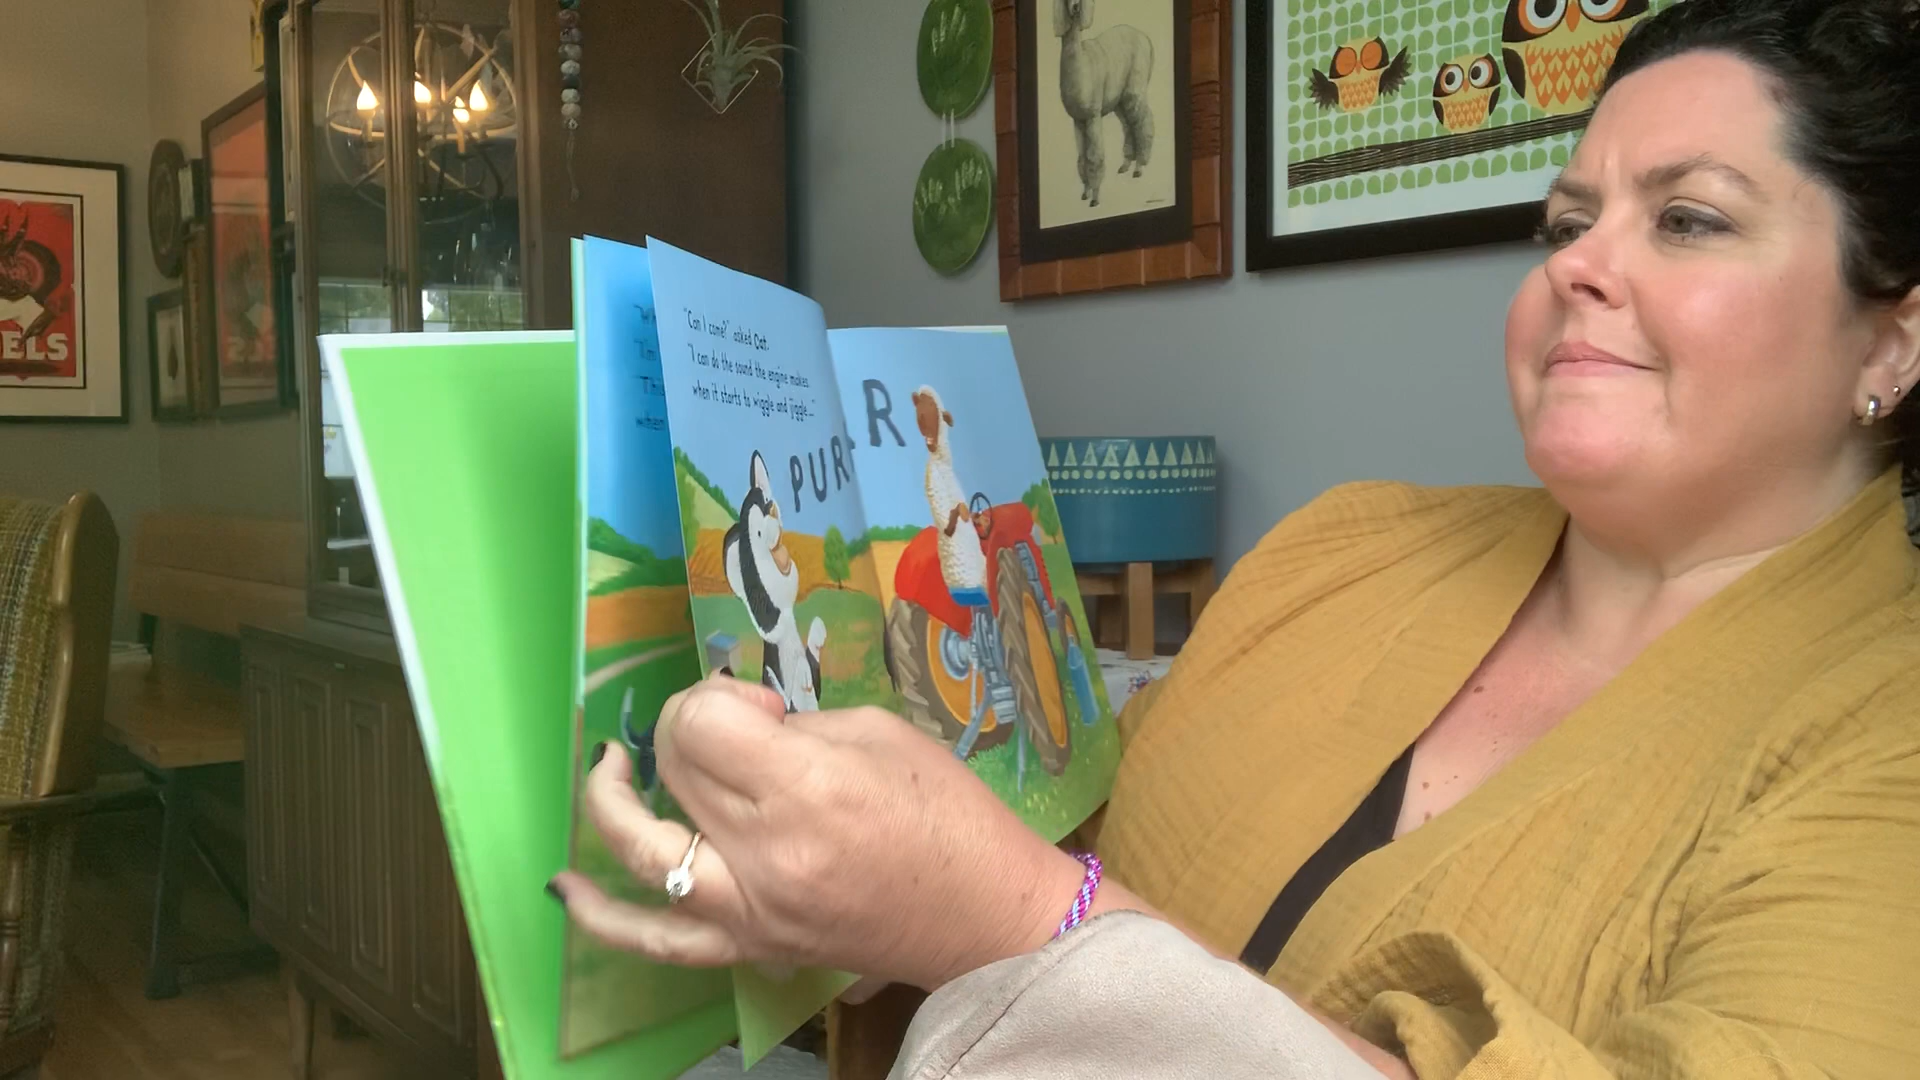 "Can I come?" asked Cat.
"I can do the sound the engine makes
when it starts to wiggle and jiggle..."
PURRR
ELS